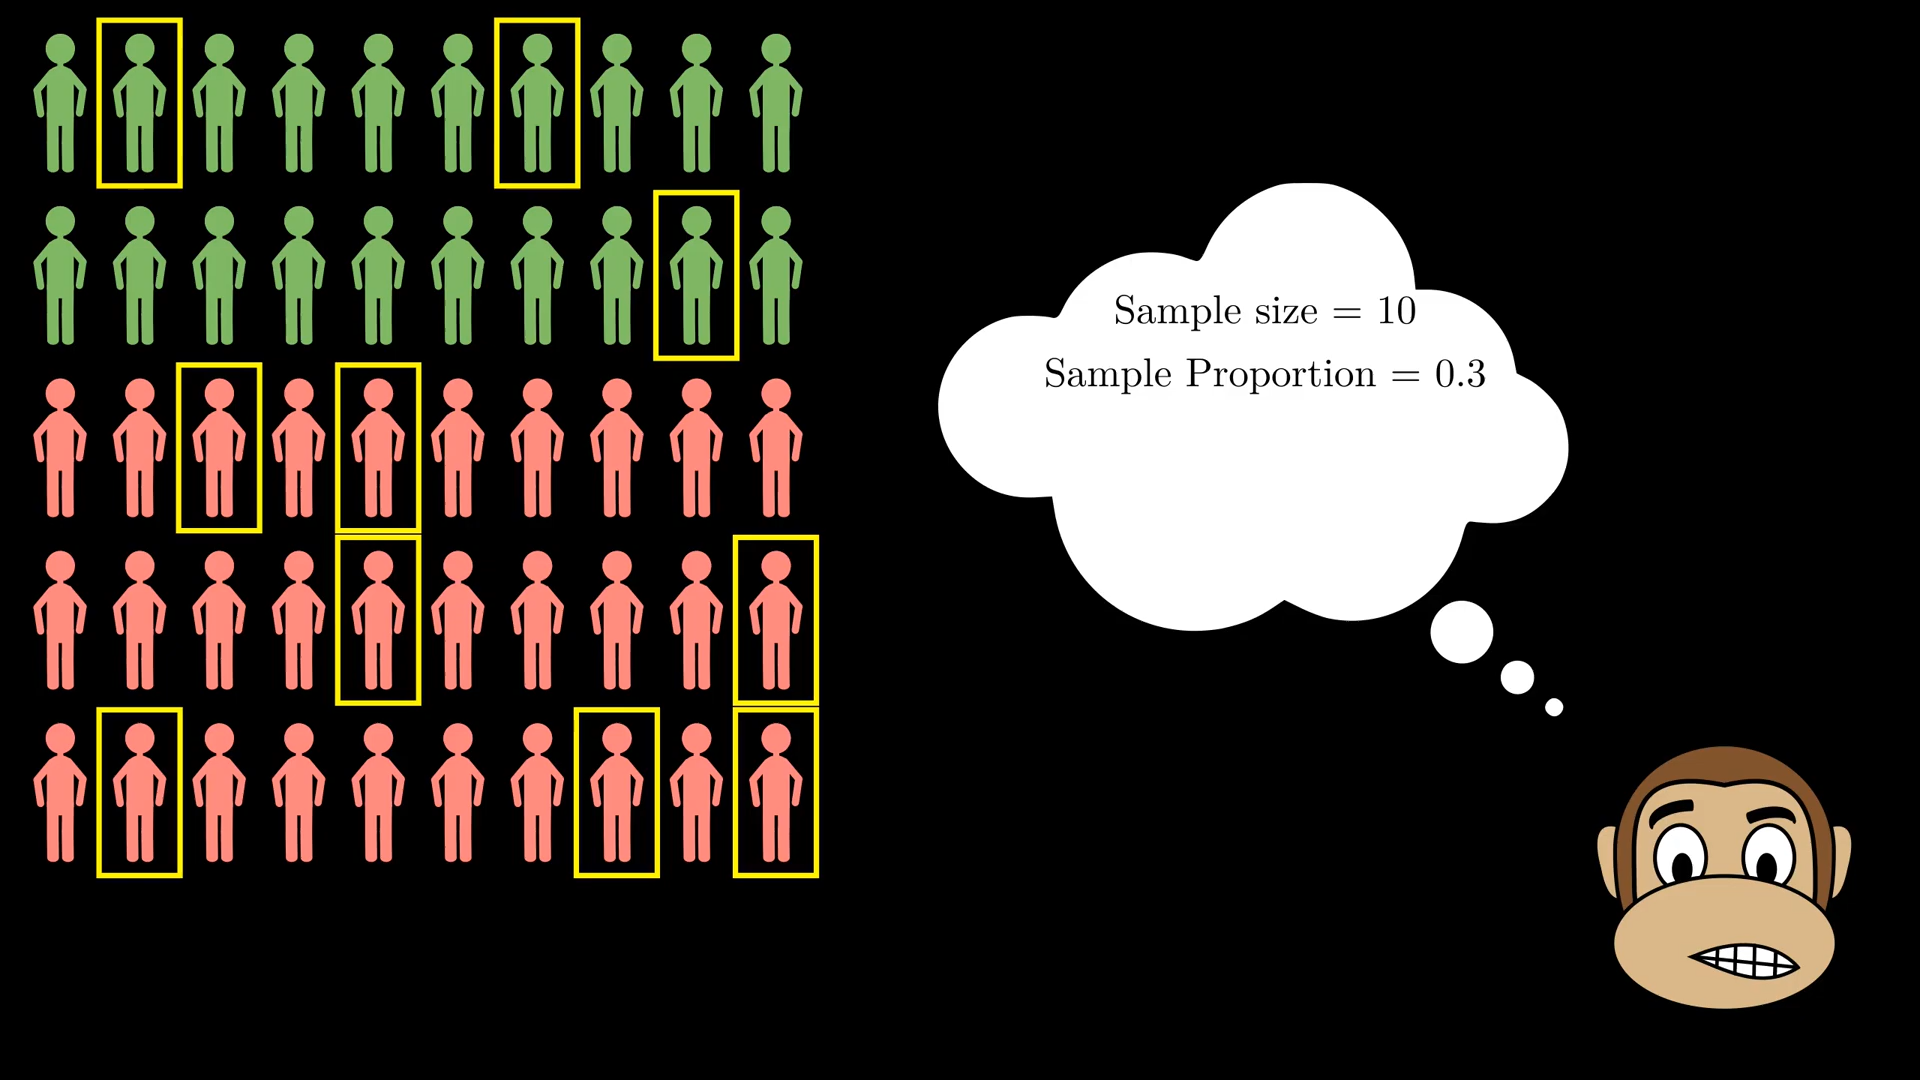 Sample size = 10
Sample Proportion = 0.3